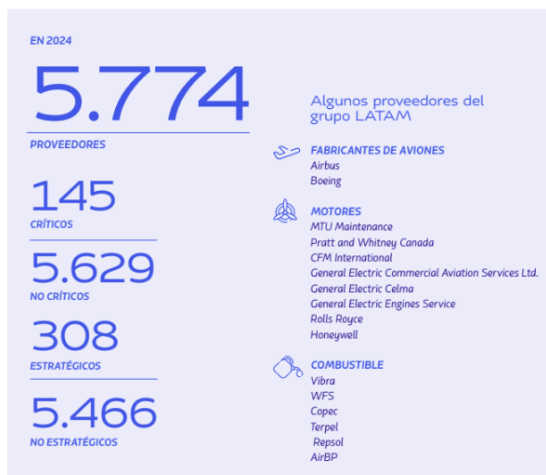 EN 2024
5.774
PROVEEDORES
145
CRÍTICOS
5.629
NO CRÍTICOS
308
ESTRATÉGICOS
5.466
NO ESTRATÉGICOS
Algunos proveedores del
grupo LATAM
FABRICANTES DE AVIONES
Airbus
Boeing
MOTORES
MTU Maintenance
Pratt and Whitney Canada
CFM International
General Electric Commercial Aviation Services Ltd.
General Electric Celma
General Electric Engines Service
Rolls Royce
Honeywell
COMBUSTIBLE
Vibra
WFS
Copec
Terpel
Repsol
AirBP